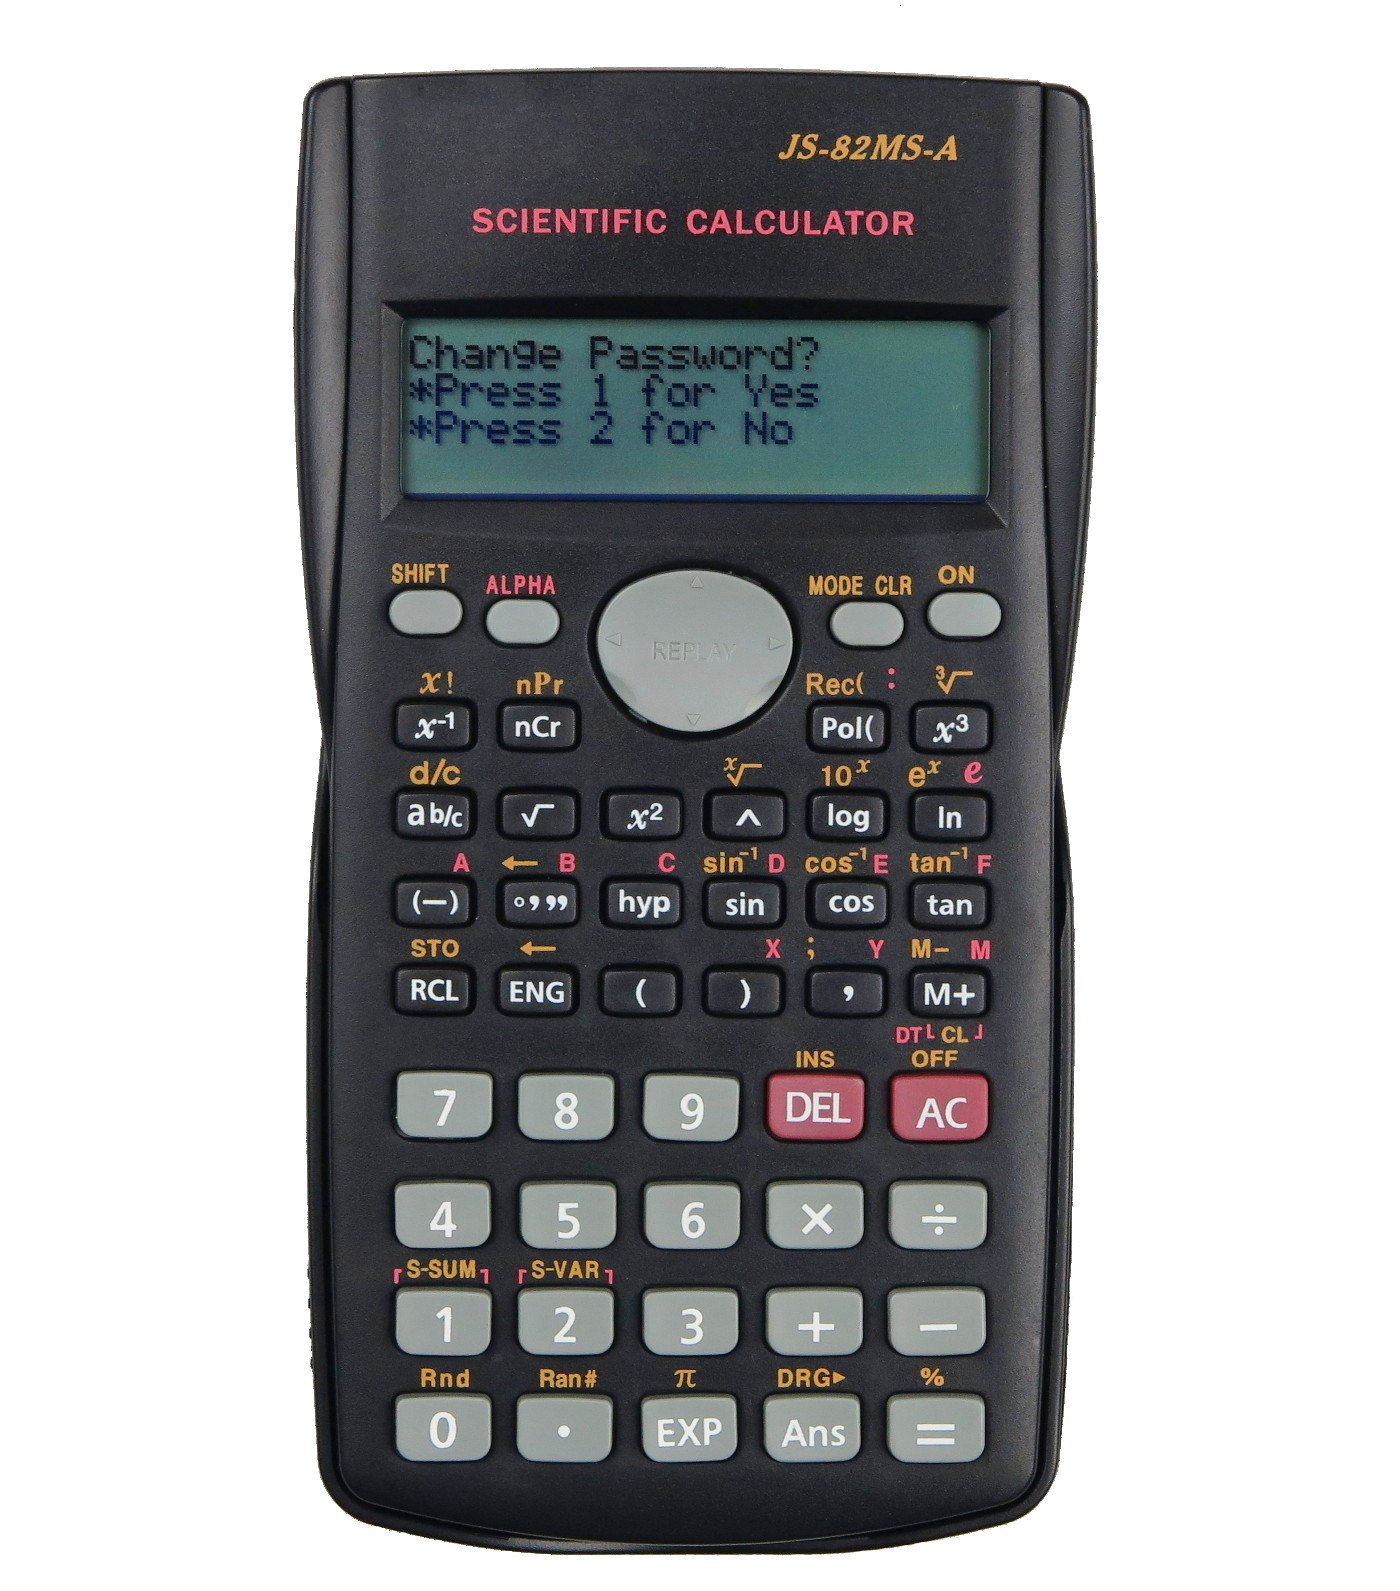 JS-82MS-A
SCIENTIFIC CALCULATOR
Change Password?
*Press 1 for Yes
*Press 2 for No
SHIFT ALPHA MODE CLR ON
REPLAY
x! nPr Rec( : ³√
x⁻¹ nCr Pol( x³
d/c ˣ√ 10ˣ eˣ e
a b/c √ x² ^ log ln
A ← B C sin⁻¹ D cos⁻¹ E tan⁻¹ F
(–) ° ’ ’’ hyp sin cos tan
STO ← X ; Y M– M
RCL ENG ( ) , M+
DT CL
INS OFF
7 8 9 DEL AC
4 5 6 × ÷
S-SUM S-VAR
1 2 3 + −
Rnd Ran# π DRG▸ %
0 . EXP Ans =